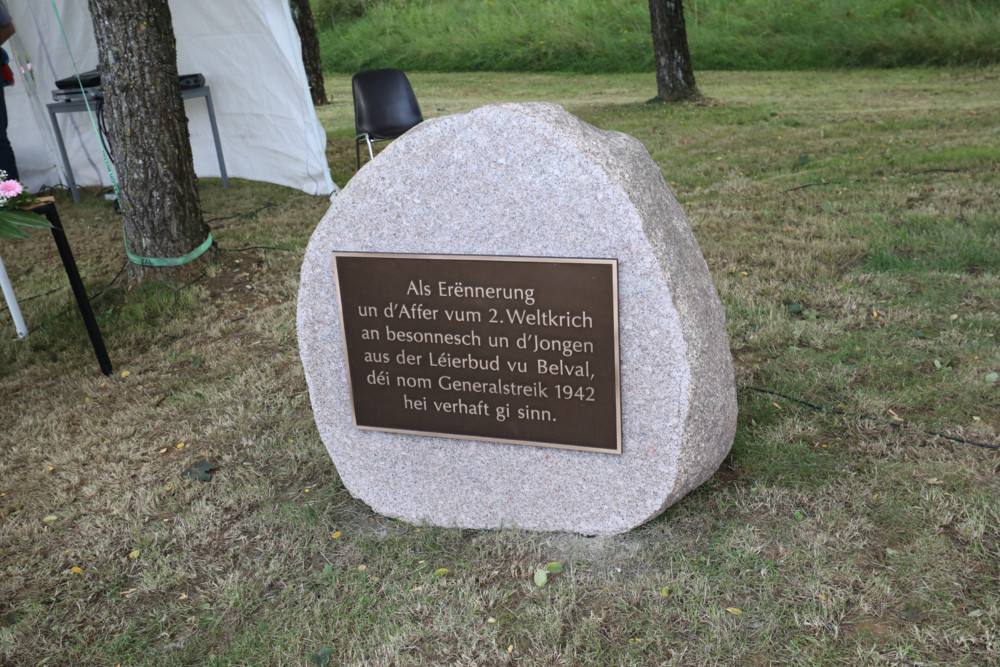 Als Erënnerung
un d'Affer vum 2. Weltkrich
an besonnesch un d'Jongen
aus der Léierbud vu Belval,
déi nom Generalstreik 1942
hei verhaft gi sinn.